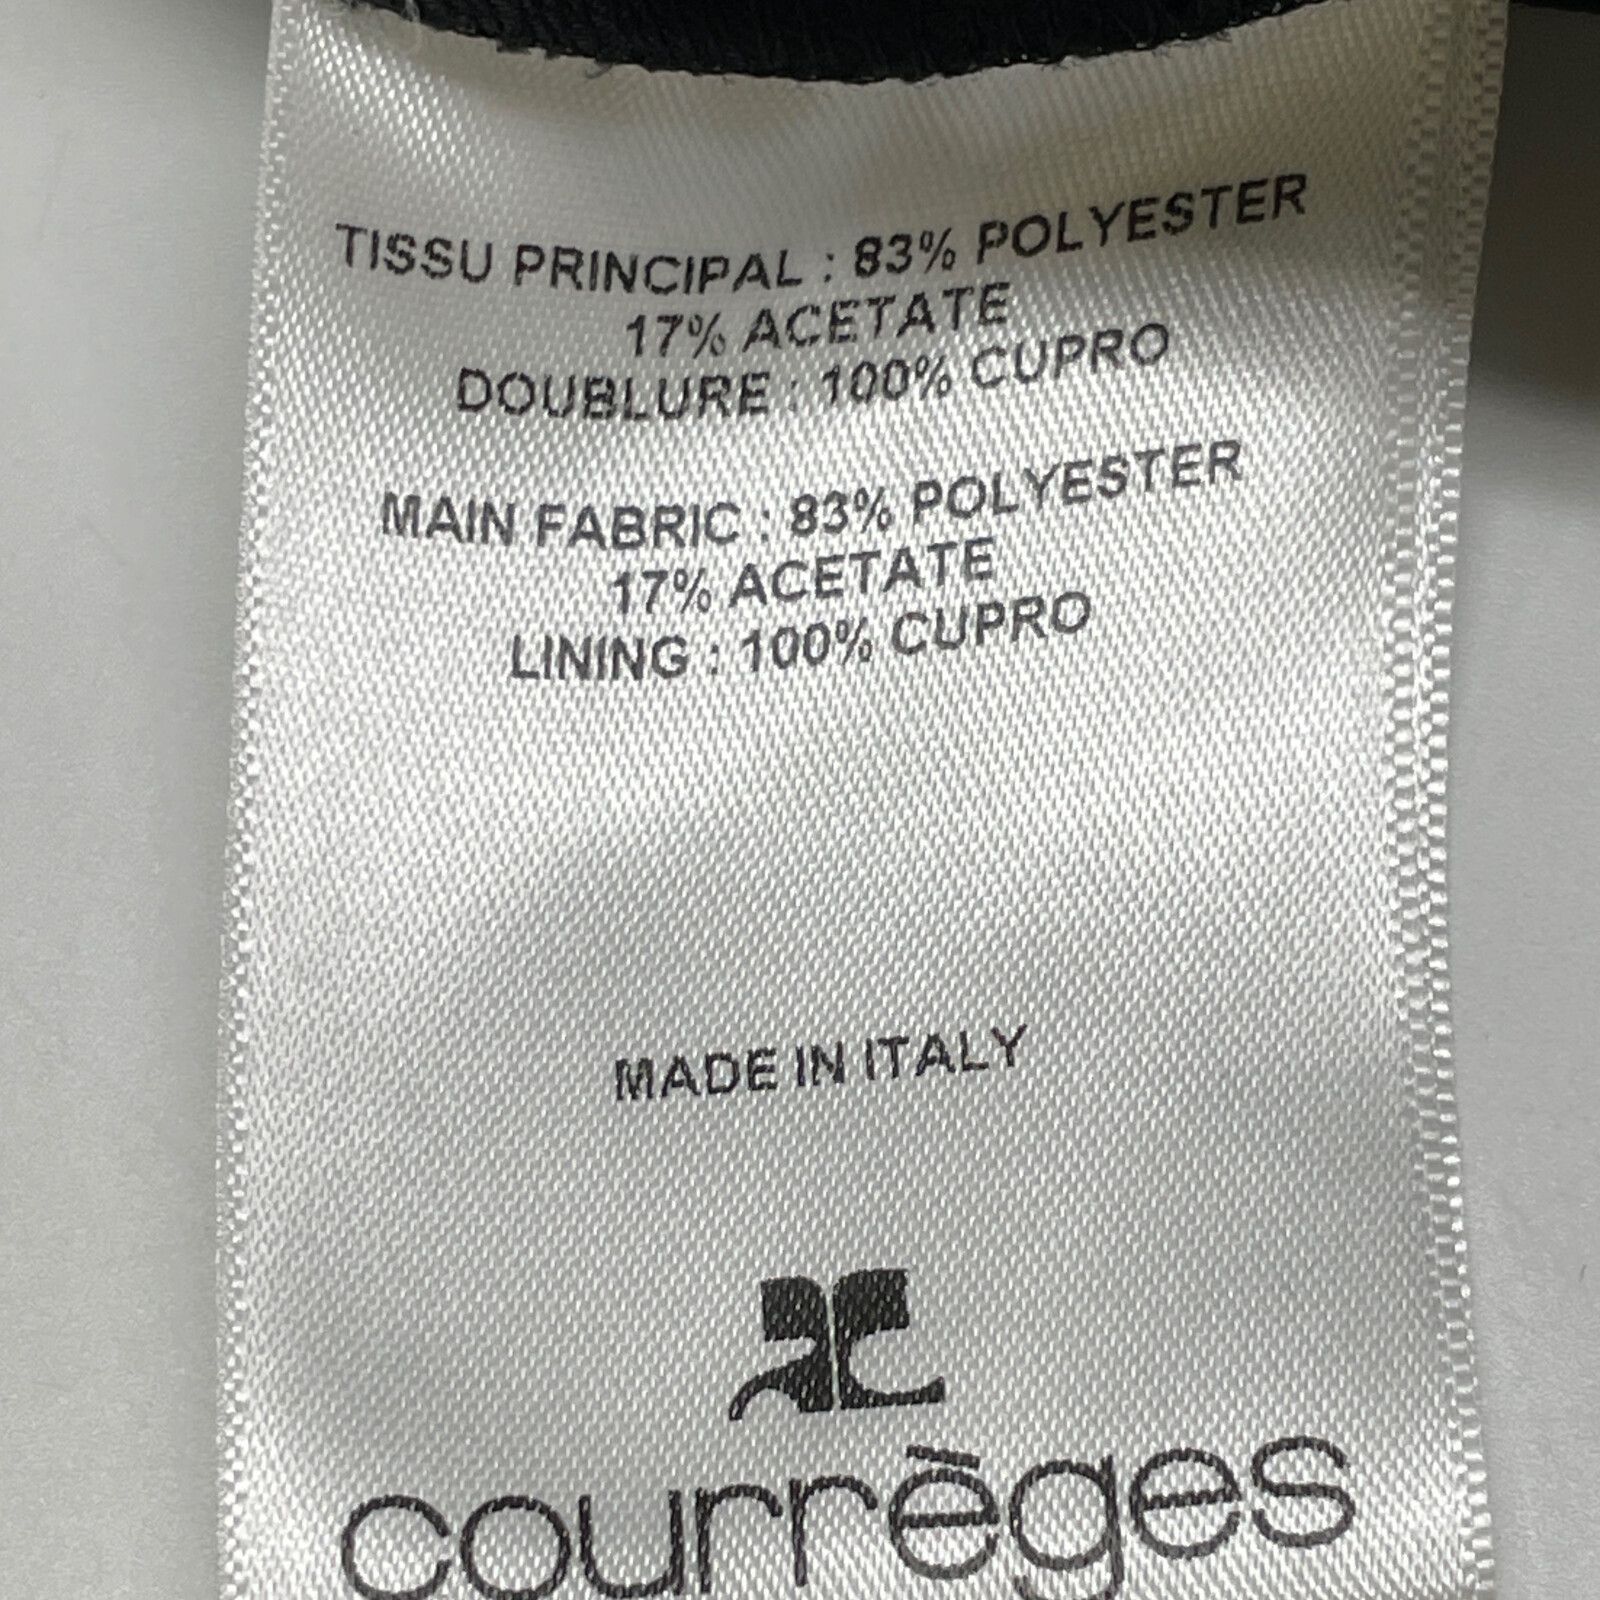 TISSU PRINCIPAL : 83% POLYESTER
17% ACETATE
DOUBLURE : 100% CUPRO
MAIN FABRIC : 83% POLYESTER
17% ACETATE
LINING : 100% CUPRO
MADE IN ITALY
courrèges